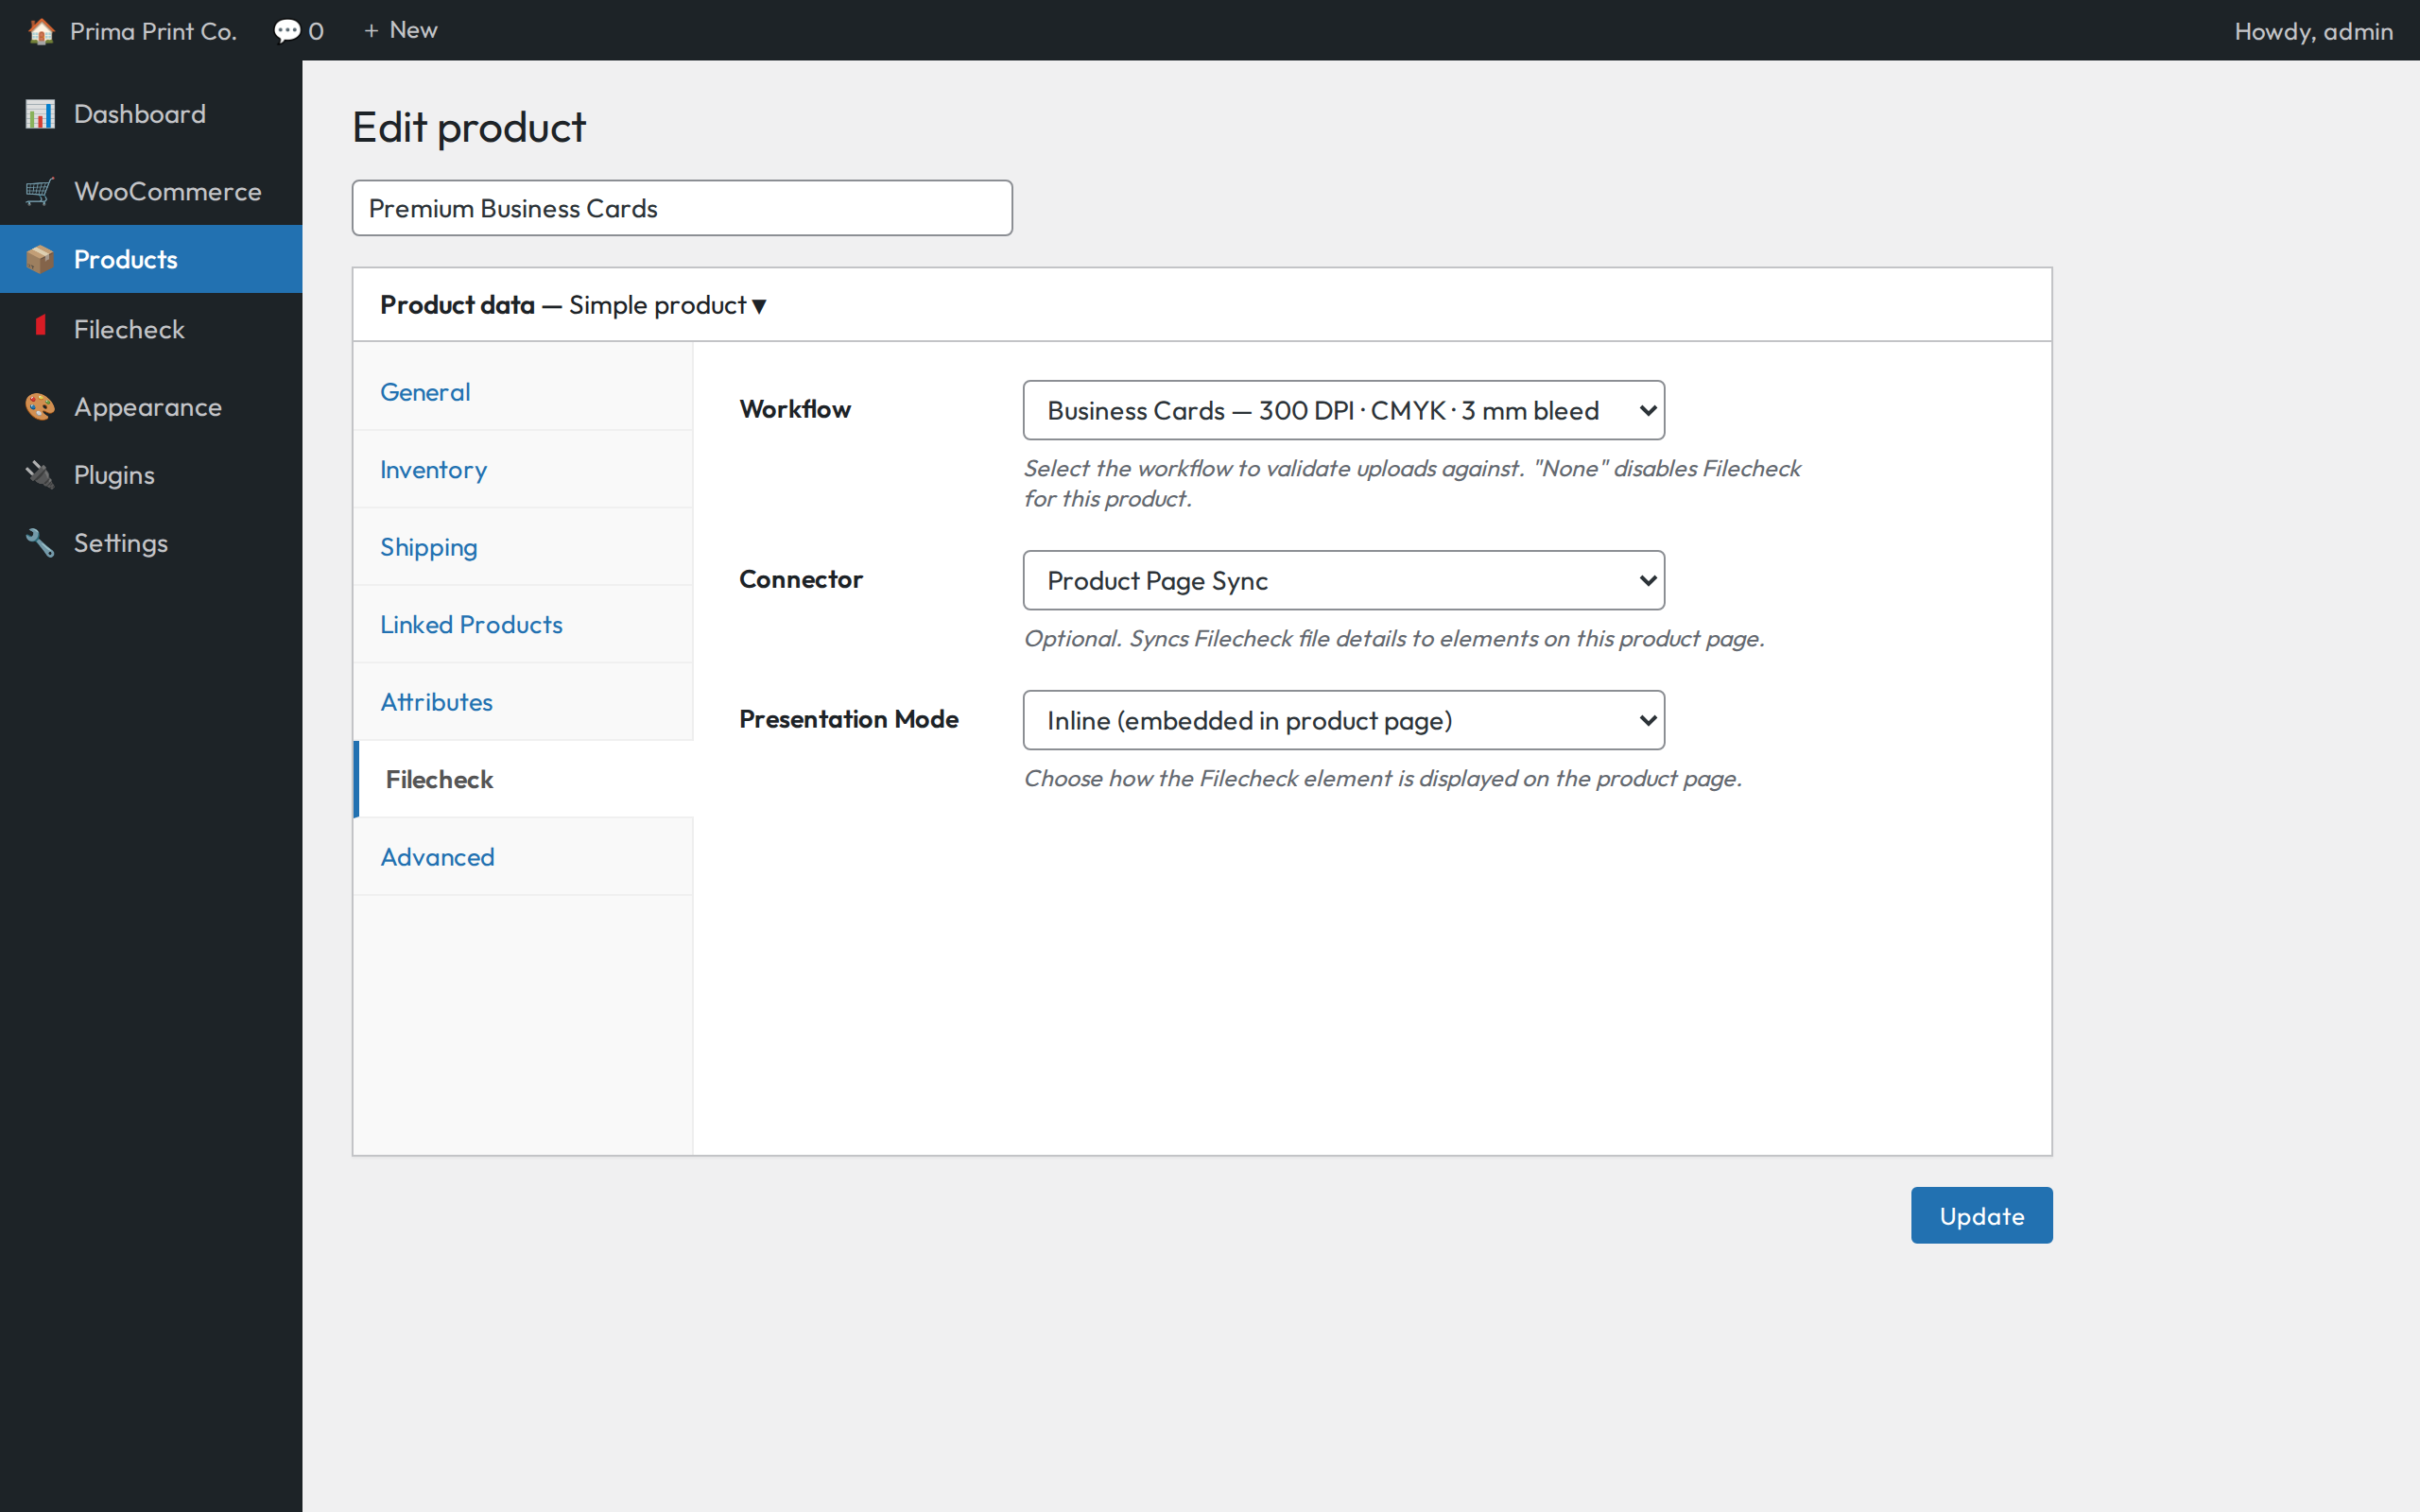 Prima Print Co. 0 + New Howdy, admin
Dashboard
WooCommerce
Products
Filecheck
Appearance
Plugins
Settings
Edit product
Premium Business Cards
Product data — Simple product ▼
General
Inventory
Shipping
Linked Products
Attributes
Filecheck
Advanced
Workflow
Business Cards — 300 DPI · CMYK · 3 mm bleed
Select the workflow to validate uploads against. "None" disables Filecheck
for this product.
Connector
Product Page Sync
Optional. Syncs Filecheck file details to elements on this product page.
Presentation Mode
Inline (embedded in product page)
Choose how the Filecheck element is displayed on the product page.
Update